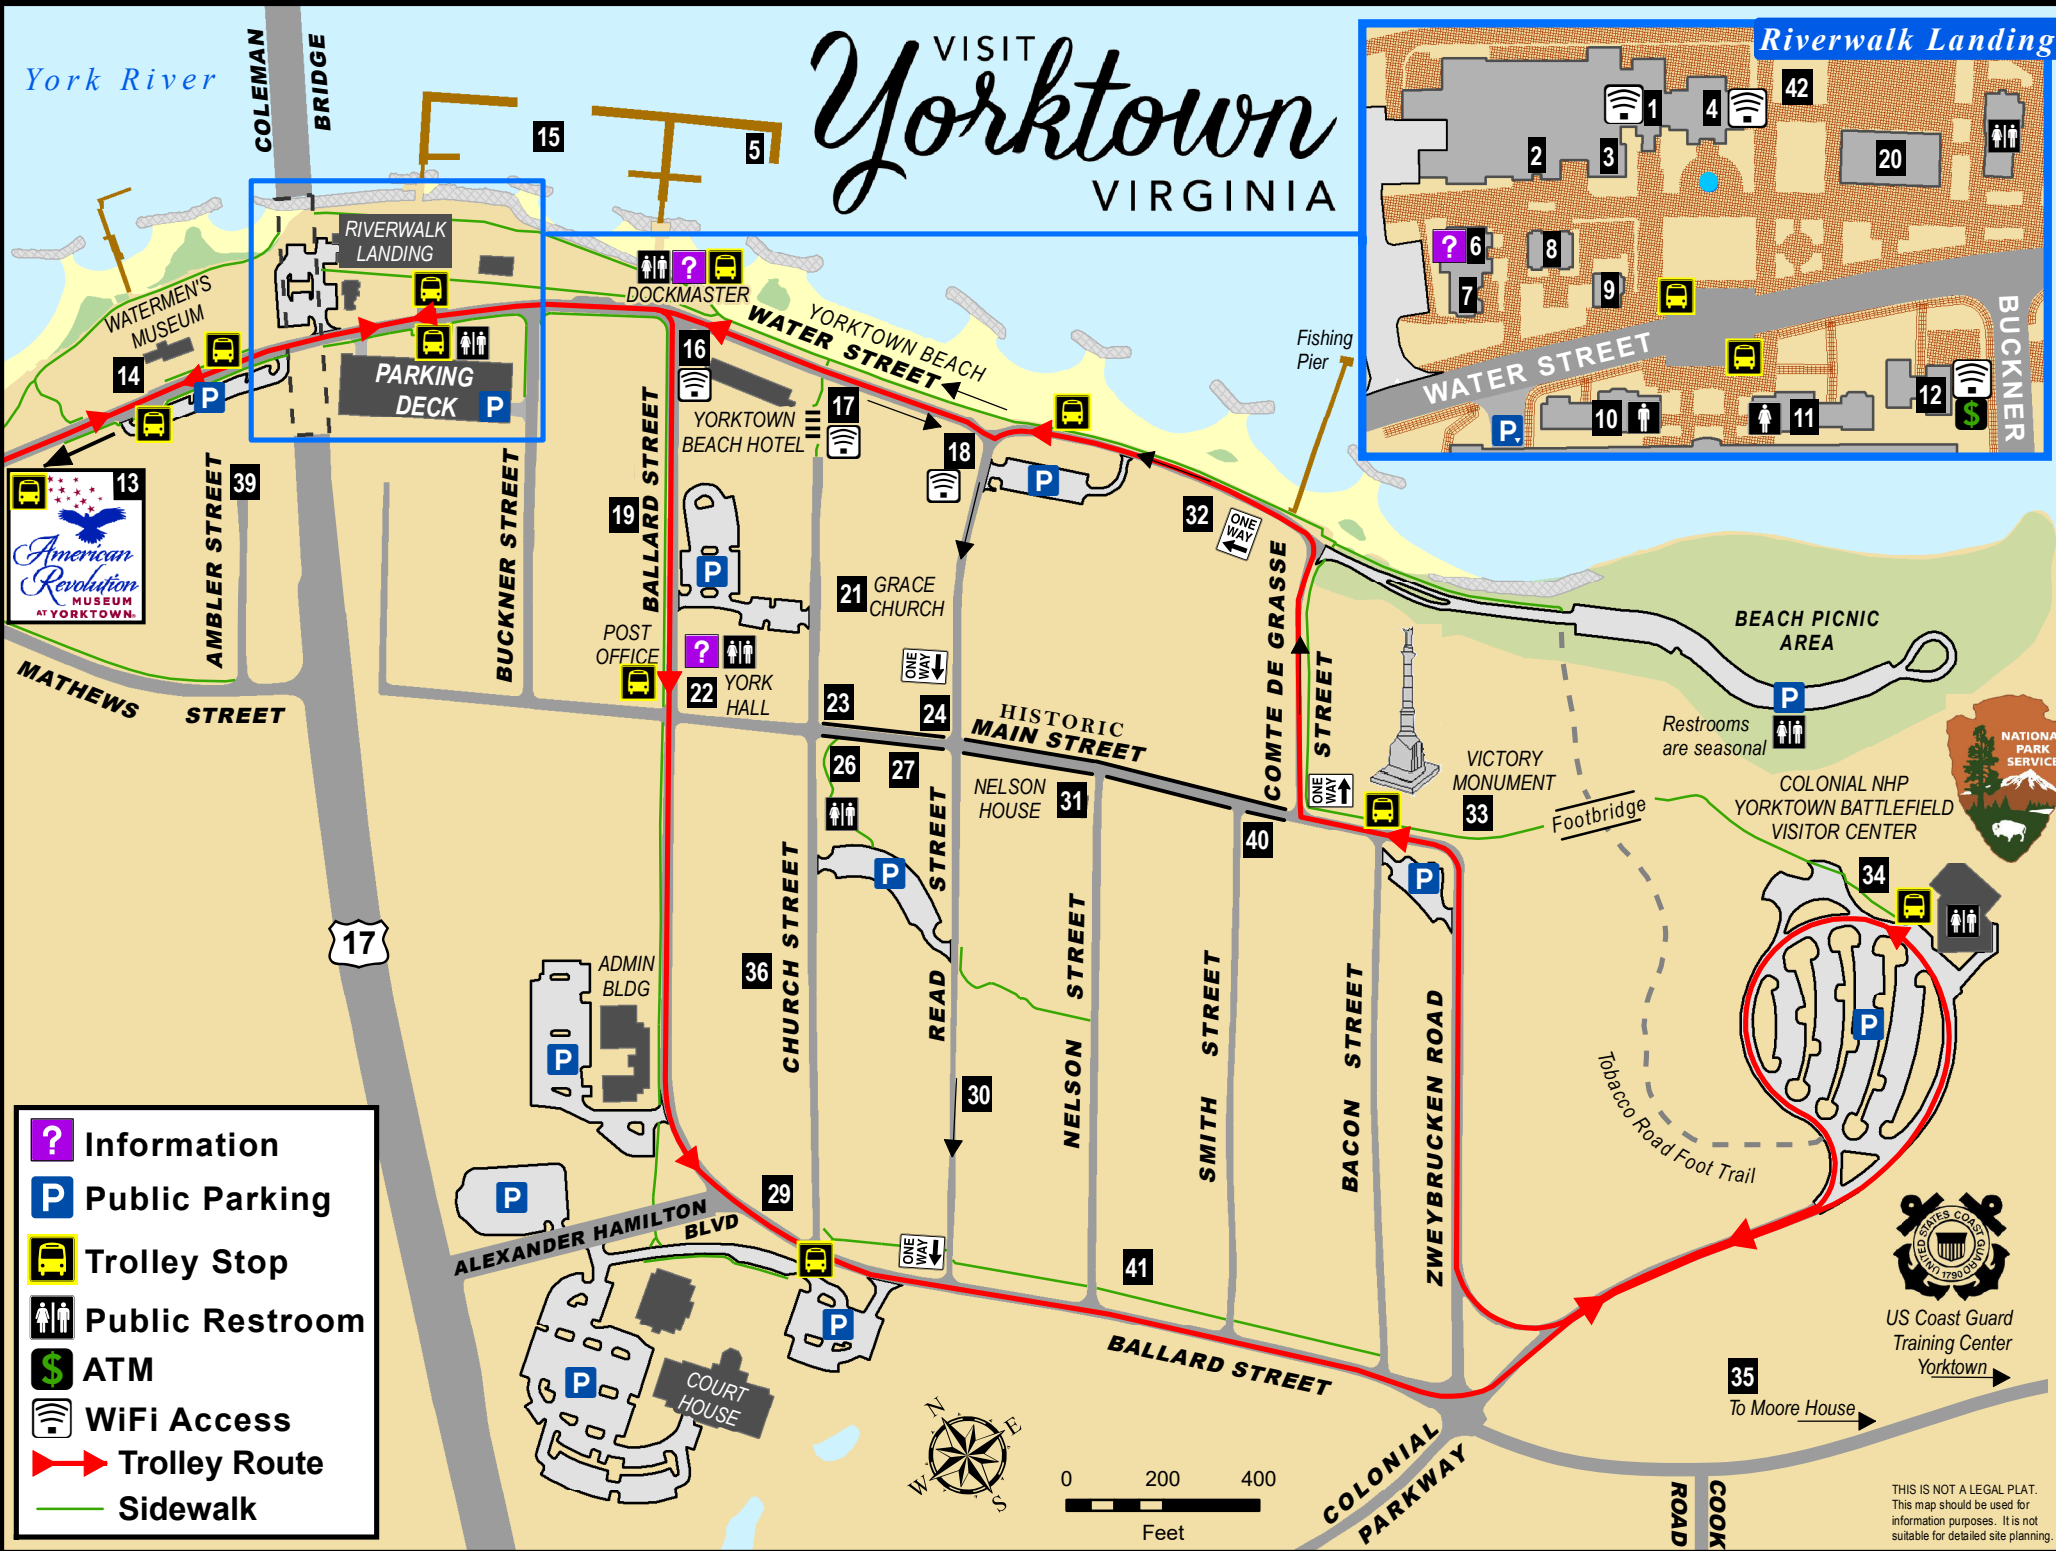 VISIT
Yorktown
VIRGINIA
York River
COLEMAN
BRIDGE
15
5
Riverwalk Landing
1
4
42
2
3
20
?
6
8
7
9
WATER STREET
BUCKNER
10
11
12
$
P
RIVERWALK
LANDING
?
DOCKMASTER
WATERMEN'S
MUSEUM
14
P
PARKING
DECK
P
YORKTOWN BEACH
WATER STREET
Fishing
Pier
16
YORKTOWN
BEACH HOTEL
17
18
P
32
ONE
WAY
13
American
Revolution
MUSEUM
AT YORKTOWN
AMBLER STREET
39
BUCKNER STREET
19
BALLARD STREET
P
21
GRACE
CHURCH
COMTE DE GRASSE
STREET
BEACH PICNIC
AREA
P
Restrooms
are seasonal
MATHEWS STREET
POST
OFFICE
?
22
YORK
HALL
ONE
WAY
23
24
HISTORIC
MAIN STREET
26
27
NELSON
HOUSE
31
ONE
WAY
40
VICTORY
MONUMENT
33
Footbridge
COLONIAL NHP
YORKTOWN BATTLEFIELD
VISITOR CENTER
NATIONA
PARK
SERVICE
34
P
P
P
17
ADMIN
BLDG
P
36
CHURCH STREET
READ STREET
NELSON STREET
SMITH STREET
BACON STREET
ZWEYBRUCKEN ROAD
30
Tobacco Road Foot Trail
29
P
ALEXANDER HAMILTON
BLVD
ONE
WAY
41
P
P
COURT
HOUSE
BALLARD STREET
UNITED STATES COAST GUARD
1790
US Coast Guard
Training Center
Yorktown
35
To Moore House
COLONIAL
PARKWAY
COOK
ROAD
N
E
S
W
0 200 400
Feet
? Information
P Public Parking
Trolley Stop
Public Restroom
$ ATM
WiFi Access
Trolley Route
Sidewalk
THIS IS NOT A LEGAL PLAT.
This map should be used for
information purposes. It is not
suitable for detailed site planning.